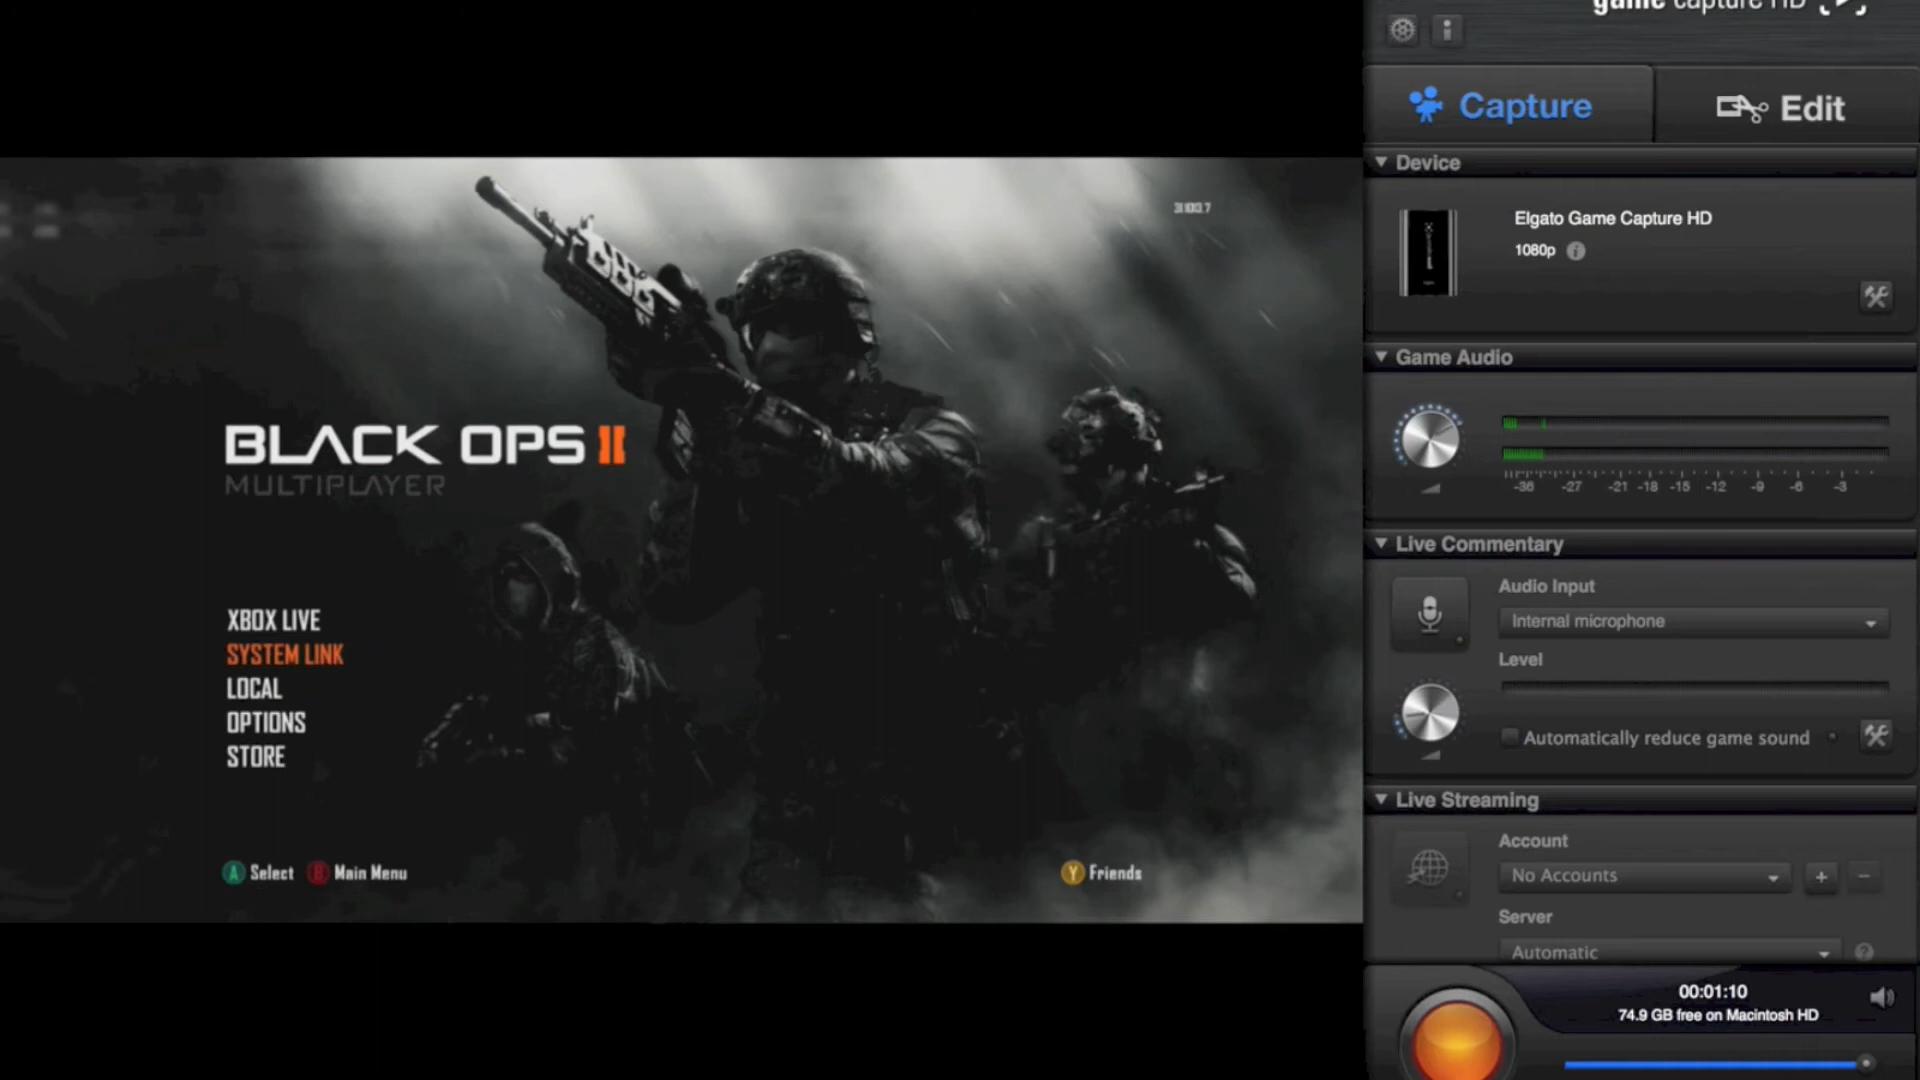 game capture HD
Capture
Edit
Device
Elgato Game Capture HD
1080p
Game Audio
-36 -27 -21 -18 -15 -12 -9 -6 -3
Live Commentary
Audio Input
Internal microphone
Level
Automatically reduce game sound
Live Streaming
Account
No Accounts
Server
Automatic
00:01:10
74.9 GB free on Macintosh HD
BLACK OPS II
MULTIPLAYER
XBOX LIVE
SYSTEM LINK
LOCAL
OPTIONS
STORE
A Select B Main Menu
Y Friends